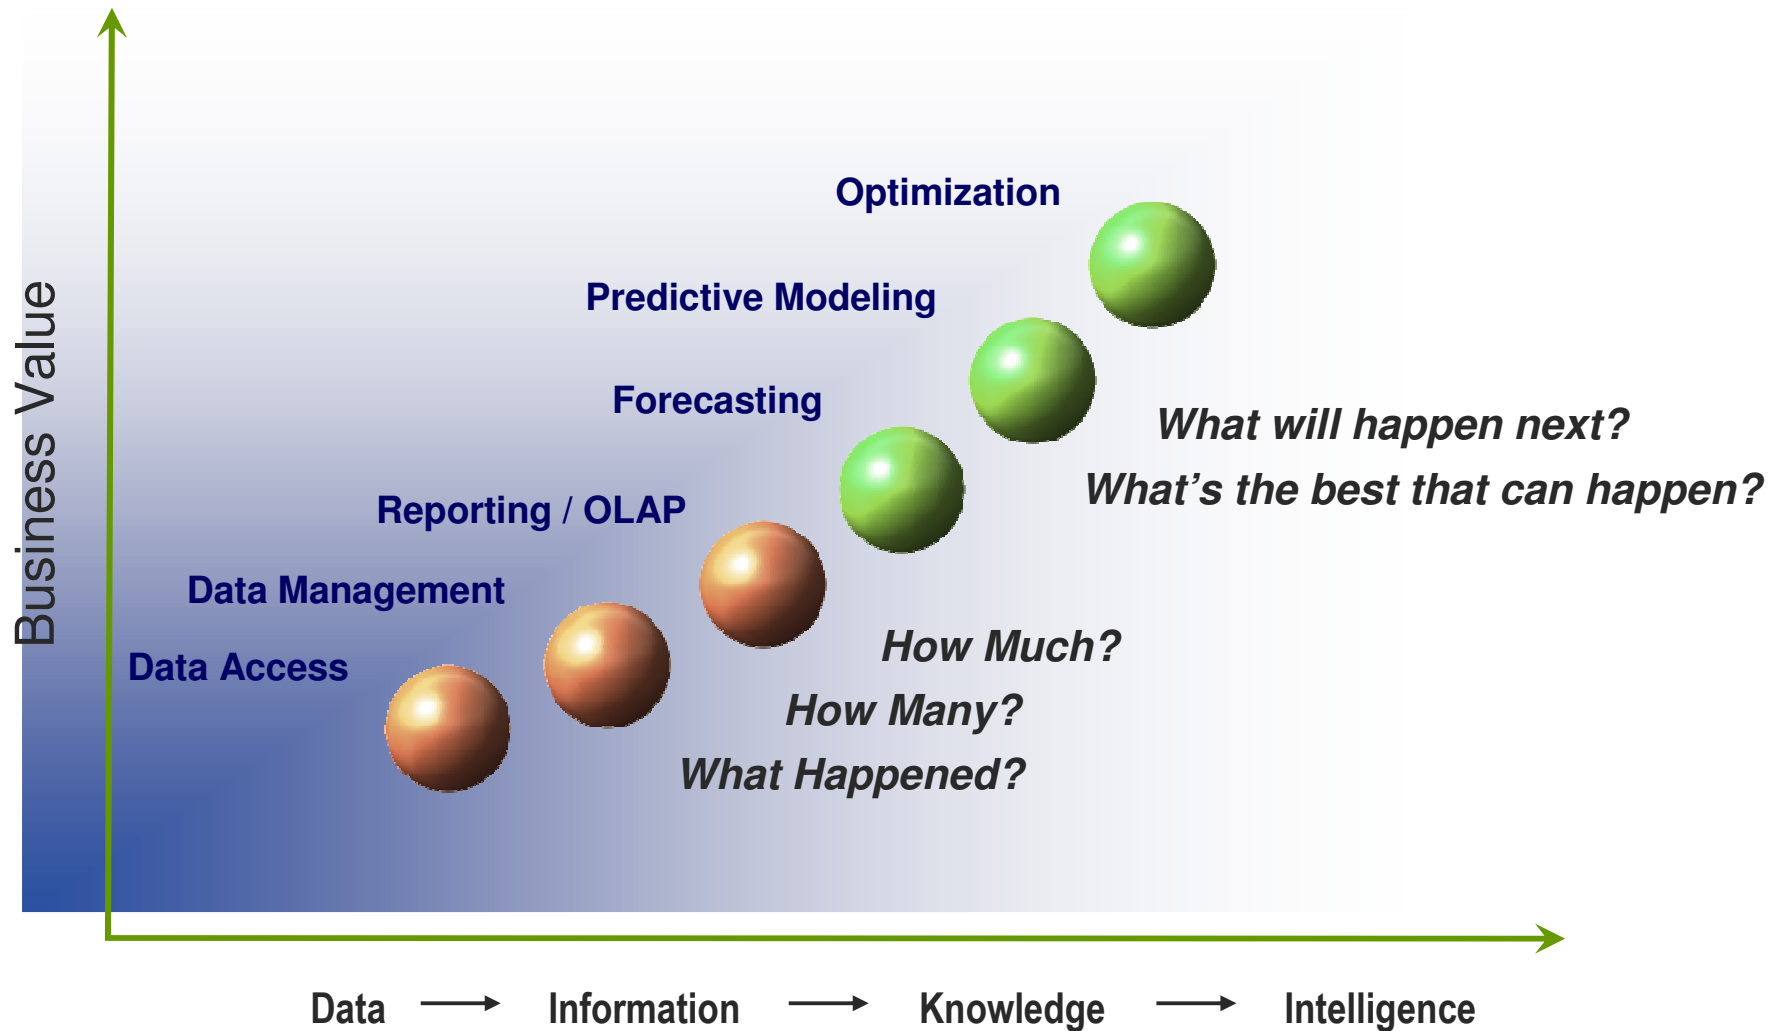 Business Value
Optimization
Predictive Modeling
Forecasting
What will happen next?
What’s the best that can happen?
Reporting / OLAP
Data Management
Data Access
How Much?
How Many?
What Happened?
Data → Information → Knowledge → Intelligence